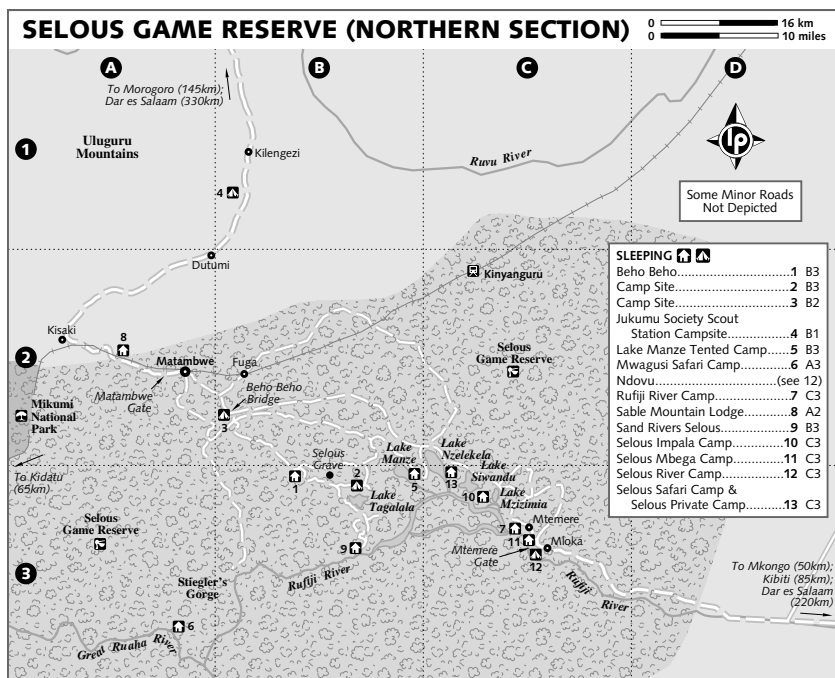 SELOUS GAME RESERVE (NORTHERN SECTION)
0 16 km
0 10 miles
A
B
C
D
1
2
3
To Morogoro (145km);
Dar es Salaam (330km)
Uluguru
Mountains
Kilengezi
4
Ruvu River
lp
Some Minor Roads
Not Depicted
Dutumi
Kinyanguru
Kisaki
8
Matambwe
Fuga
Matambwe
Gate
Beho Beho
Bridge
3
Selous
Game Reserve
Mikumi
National
Park
To Kidatu
(65km)
Selous
Grave
1
2
Lake
Manze
5
Lake
Nzelekela
13
Lake
Siwandu
10
Lake
Tagalala
Lake
Mzizimia
7
Mtemere
11
Mloka
Mtemere
Gate
12
9
Rufiji River
Rufiji
River
Selous
Game Reserve
Stiegler's
Gorge
6
Great Ruaha River
To Mkongo (50km);
Kibiti (85km);
Dar es Salaam
(220km)
SLEEPING
Beho Beho..............................1 B3
Camp Site..............................2 B3
Camp Site..............................3 B2
Jukumu Society Scout
Station Campsite....................4 B1
Lake Manze Tented Camp.....5 B3
Mwagusi Safari Camp...........6 A3
Ndovu..........................(see 12)
Rufiji River Camp..................7 C3
Sable Mountain Lodge..........8 A2
Sand Rivers Selous................9 B3
Selous Impala Camp............10 C3
Selous Mbega Camp............11 C3
Selous River Camp...............12 C3
Selous Safari Camp &
Selous Private Camp...........13 C3